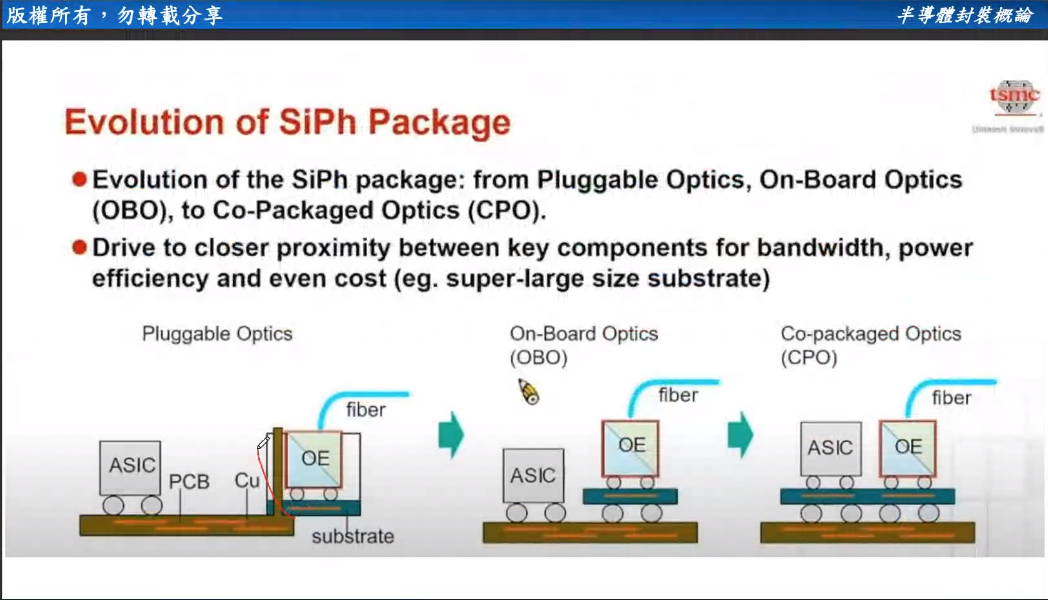 版權所有，勿轉載分享
半導體封裝概論
tsmc
Evolution of SiPh Package
●Evolution of the SiPh package: from Pluggable Optics, On-Board Optics
(OBO), to Co-Packaged Optics (CPO).
●Drive to closer proximity between key components for bandwidth, power
efficiency and even cost (eg. super-large size substrate)
Pluggable Optics
On-Board Optics
(OBO)
Co-packaged Optics
(CPO)
fiber
ASIC
PCB
Cu
OE
substrate
fiber
OE
ASIC
fiber
ASIC
OE